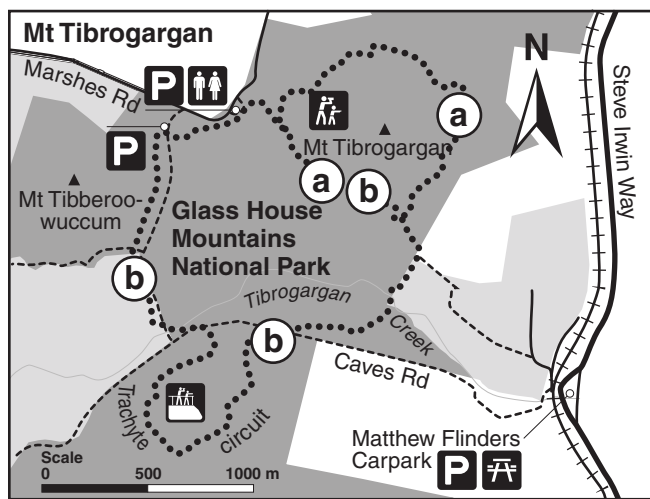 Mt Tibrogargan
Marshes Rd
P
P
N
Steve Irwin Way
a
Mt Tibrogargan
a
b
Mt Tibberoo-
wuccum
Glass House
Mountains
National Park
b
Tibrogargan
Creek
b
Caves Rd
Trachyte
circuit
Matthew Flinders
Carpark
P
Scale
0 500 1000 m